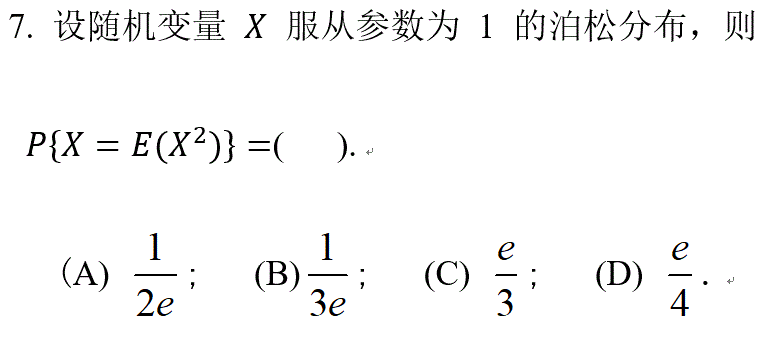 7. 设随机变量 X 服从参数为 1 的泊松分布，则
P{X = E(X²)} =(    ).
(A) 1/2e ;    (B) 1/3e ;    (C) e/3 ;    (D) e/4 .